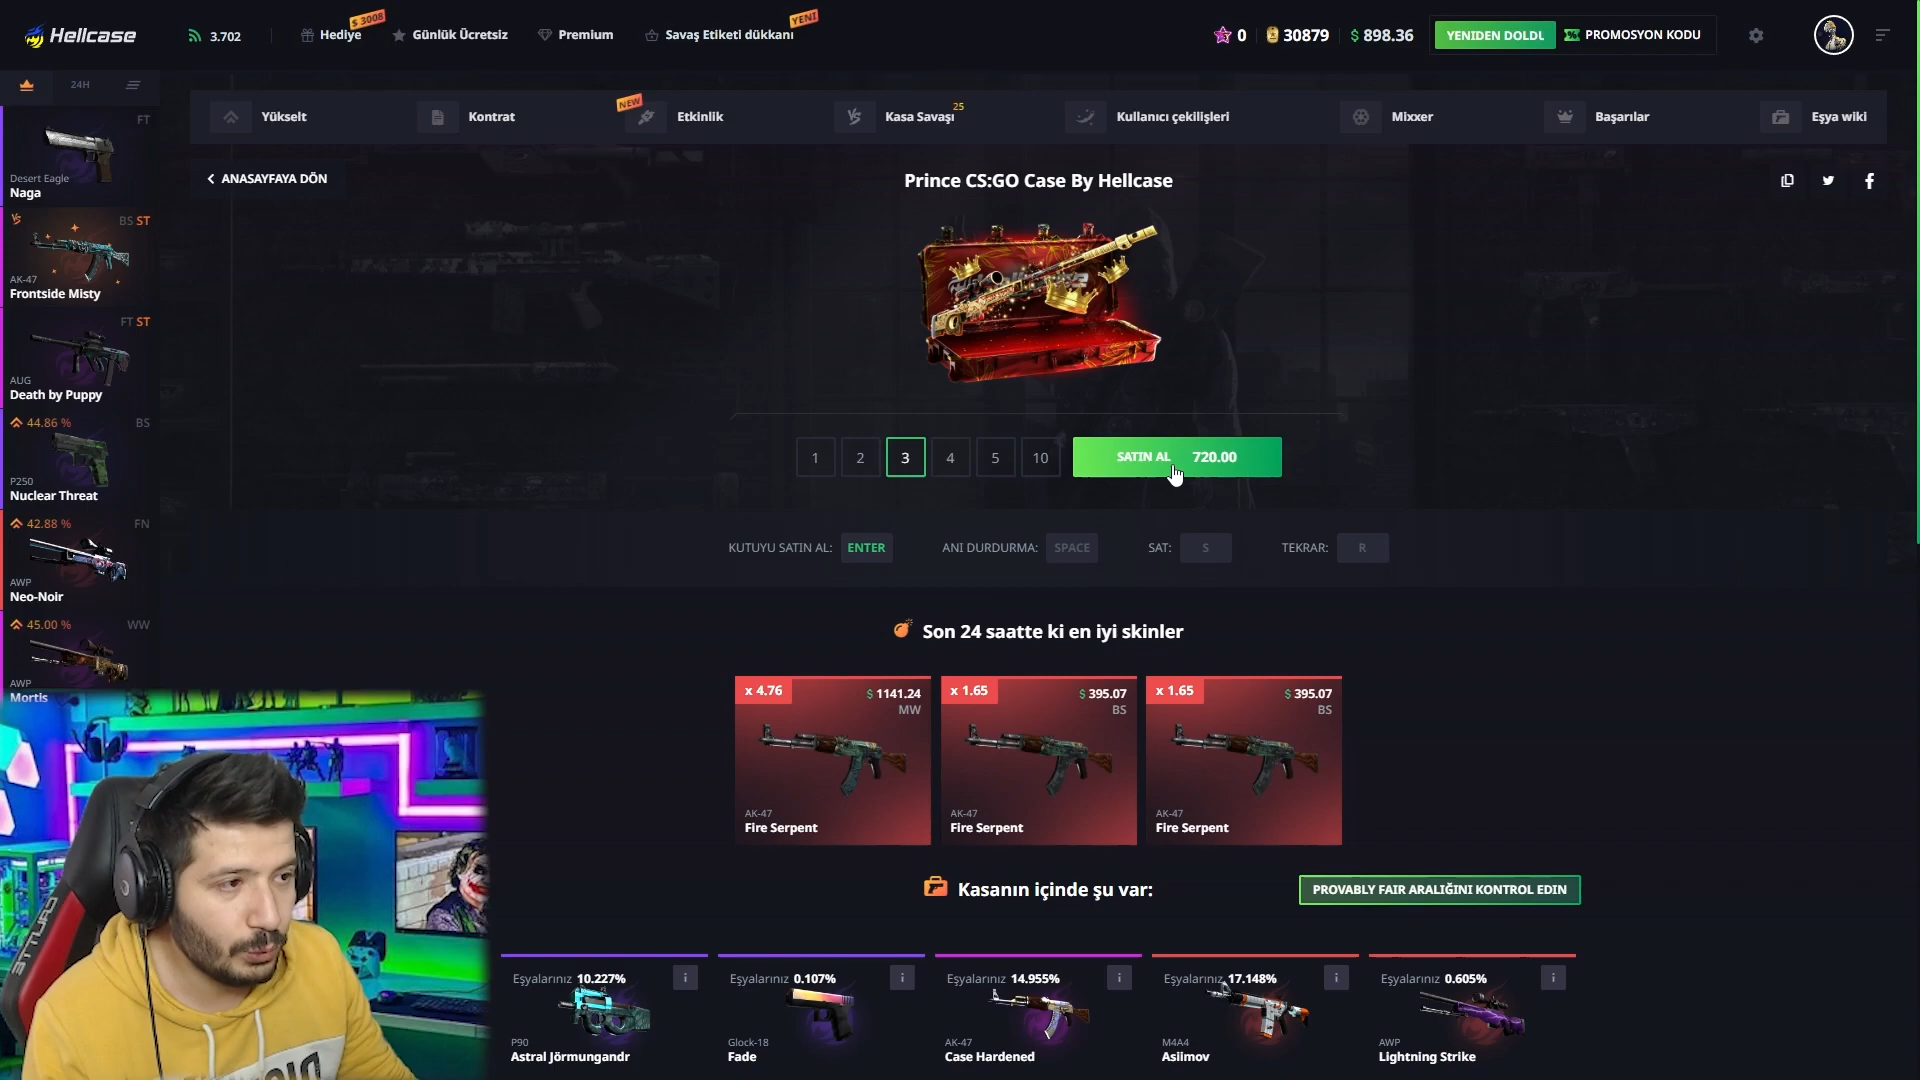 Hellcase
3.702
Hediye
$ 3008
Günlük Ücretsiz
Premium
Savaş Etiketi dükkanı
YENİ
0
30879
$ 898.36
YENIDEN DOLDU
PROMOSYON KODU
24H
Yükselt
Kontrat
NEW
Etkinlik
Kasa Savaşı
25
Kullanıcı çekilişleri
Mixxer
Başarılar
Eşya wiki
ANASAYFAYA DÖN
Prince CS:GO Case By Hellcase
FT
Desert Eagle
Naga
BS ST
AK-47
Frontside Misty
FT ST
AUG
Death by Puppy
44.86 %
BS
P250
Nuclear Threat
42.88 %
FN
AWP
Neo-Noir
45.00 %
WW
AWP
Mortis
1
2
3
4
5
10
SATIN AL 720.00
KUTUYU SATIN AL: ENTER
ANI DURDURMA: SPACE
SAT: S
TEKRAR: R
Son 24 saatte ki en iyi skinler
x 4.76
$ 1141.24
MW
AK-47
Fire Serpent
x 1.65
$ 395.07
BS
AK-47
Fire Serpent
x 1.65
$ 395.07
BS
AK-47
Fire Serpent
Kasanın içinde şu var:
PROVABLY FAIR ARALIĞINI KONTROL EDIN
Eşyalarınız 10.227%
i
P90
Astral Jörmungandr
Eşyalarınız 0.107%
i
Glock-18
Fade
Eşyalarınız 14.955%
i
AK-47
Case Hardened
Eşyalarınız 17.148%
i
M4A4
Asiimov
Eşyalarınız 0.605%
i
AWP
Lightning Strike